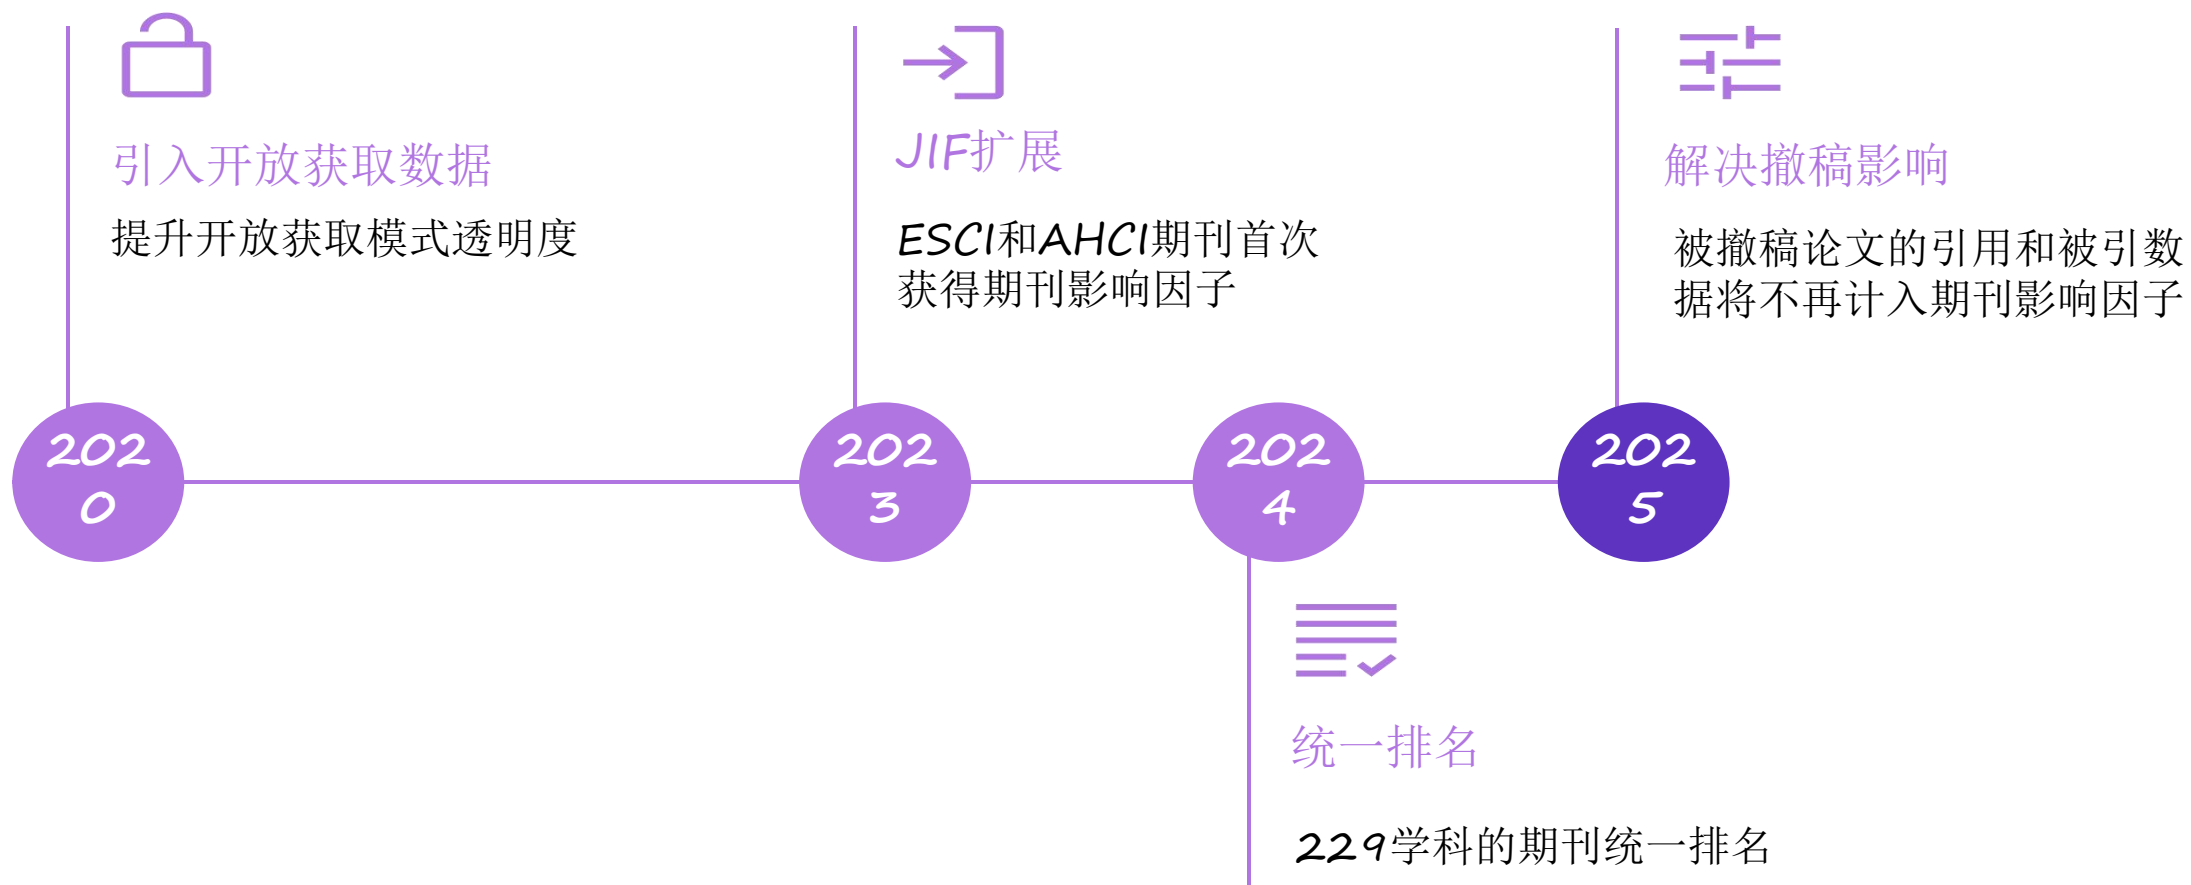 引入开放获取数据
提升开放获取模式透明度
JIF扩展
ESCI和AHCI期刊首次
获得期刊影响因子
解决撤稿影响
被撤稿论文的引用和被引数
据将不再计入期刊影响因子
202
0
202
3
202
4
202
5
统一排名
229学科的期刊统一排名